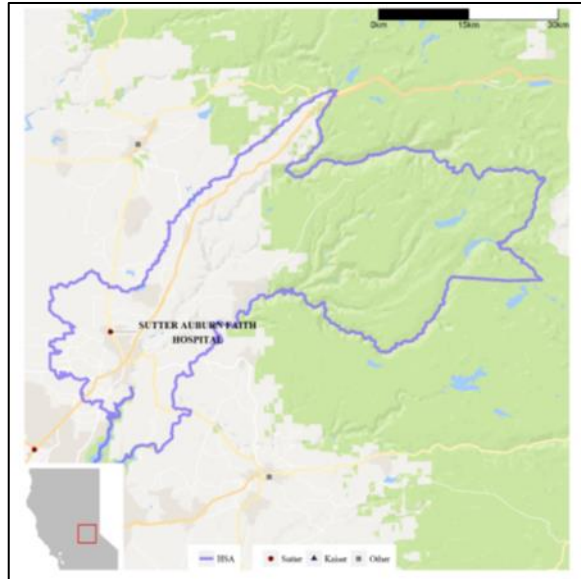 0km 15km 30km
SUTTER AUBURN FAITH
HOSPITAL
HSA Sutter Kaiser Other